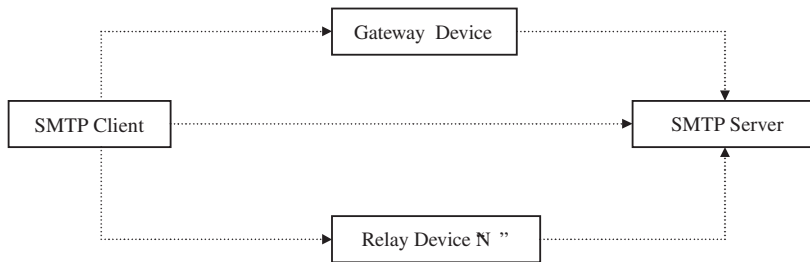 Gateway Device
SMTP Client
SMTP Server
Relay Device “N”